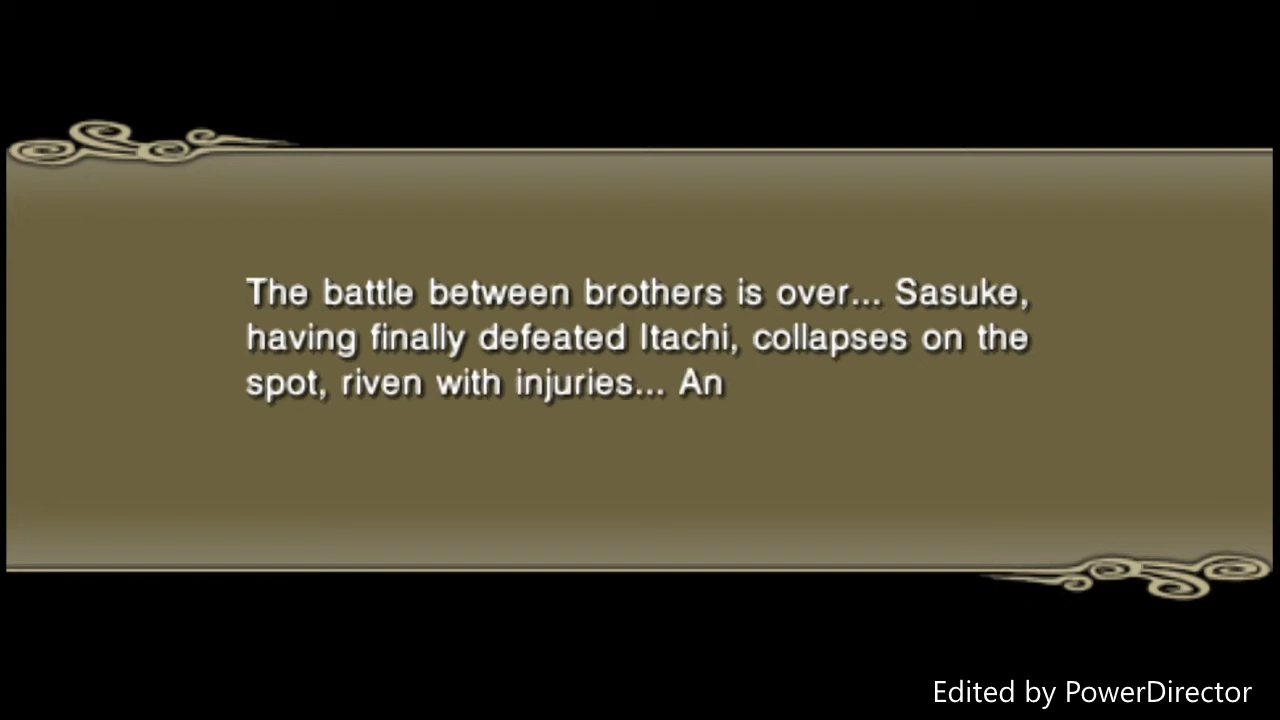 The battle between brothers is over... Sasuke,
having finally defeated Itachi, collapses on the
spot, riven with injuries... An
Edited by PowerDirector